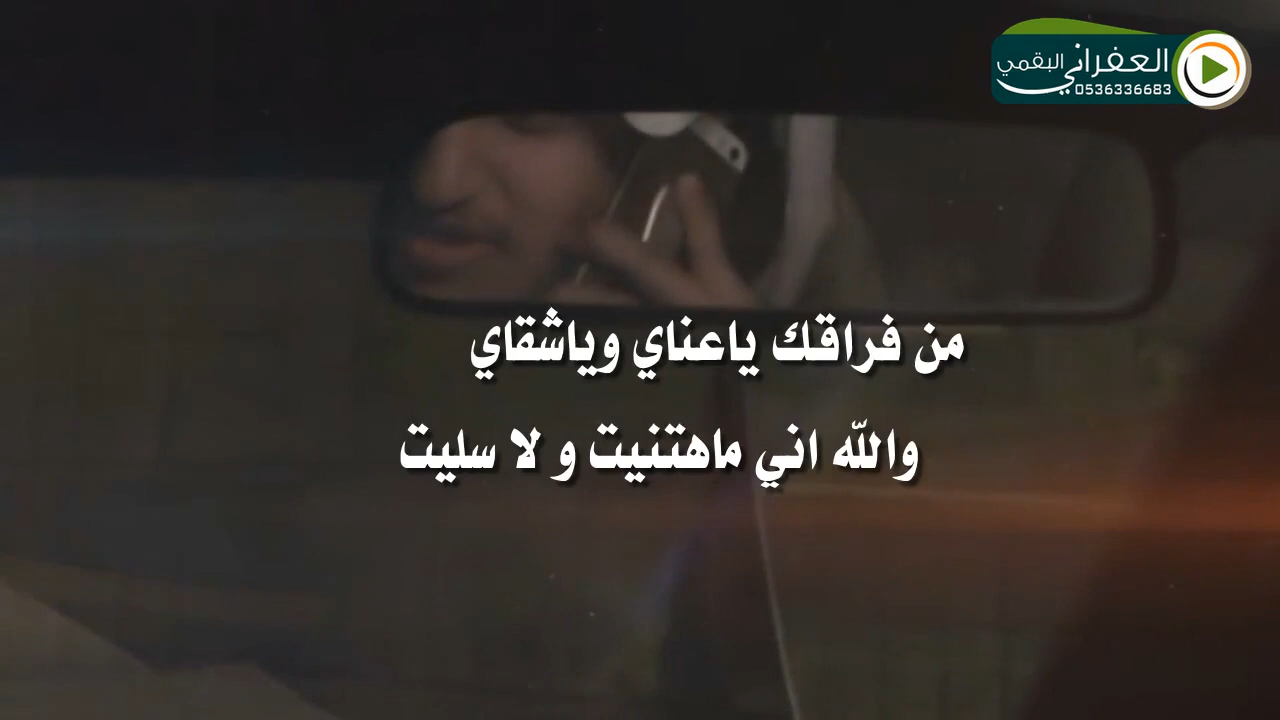 العفراني البقمي
0536336683
من فراقك ياعناي وياشقاي
والله اني ماهتنيت و لا سليت